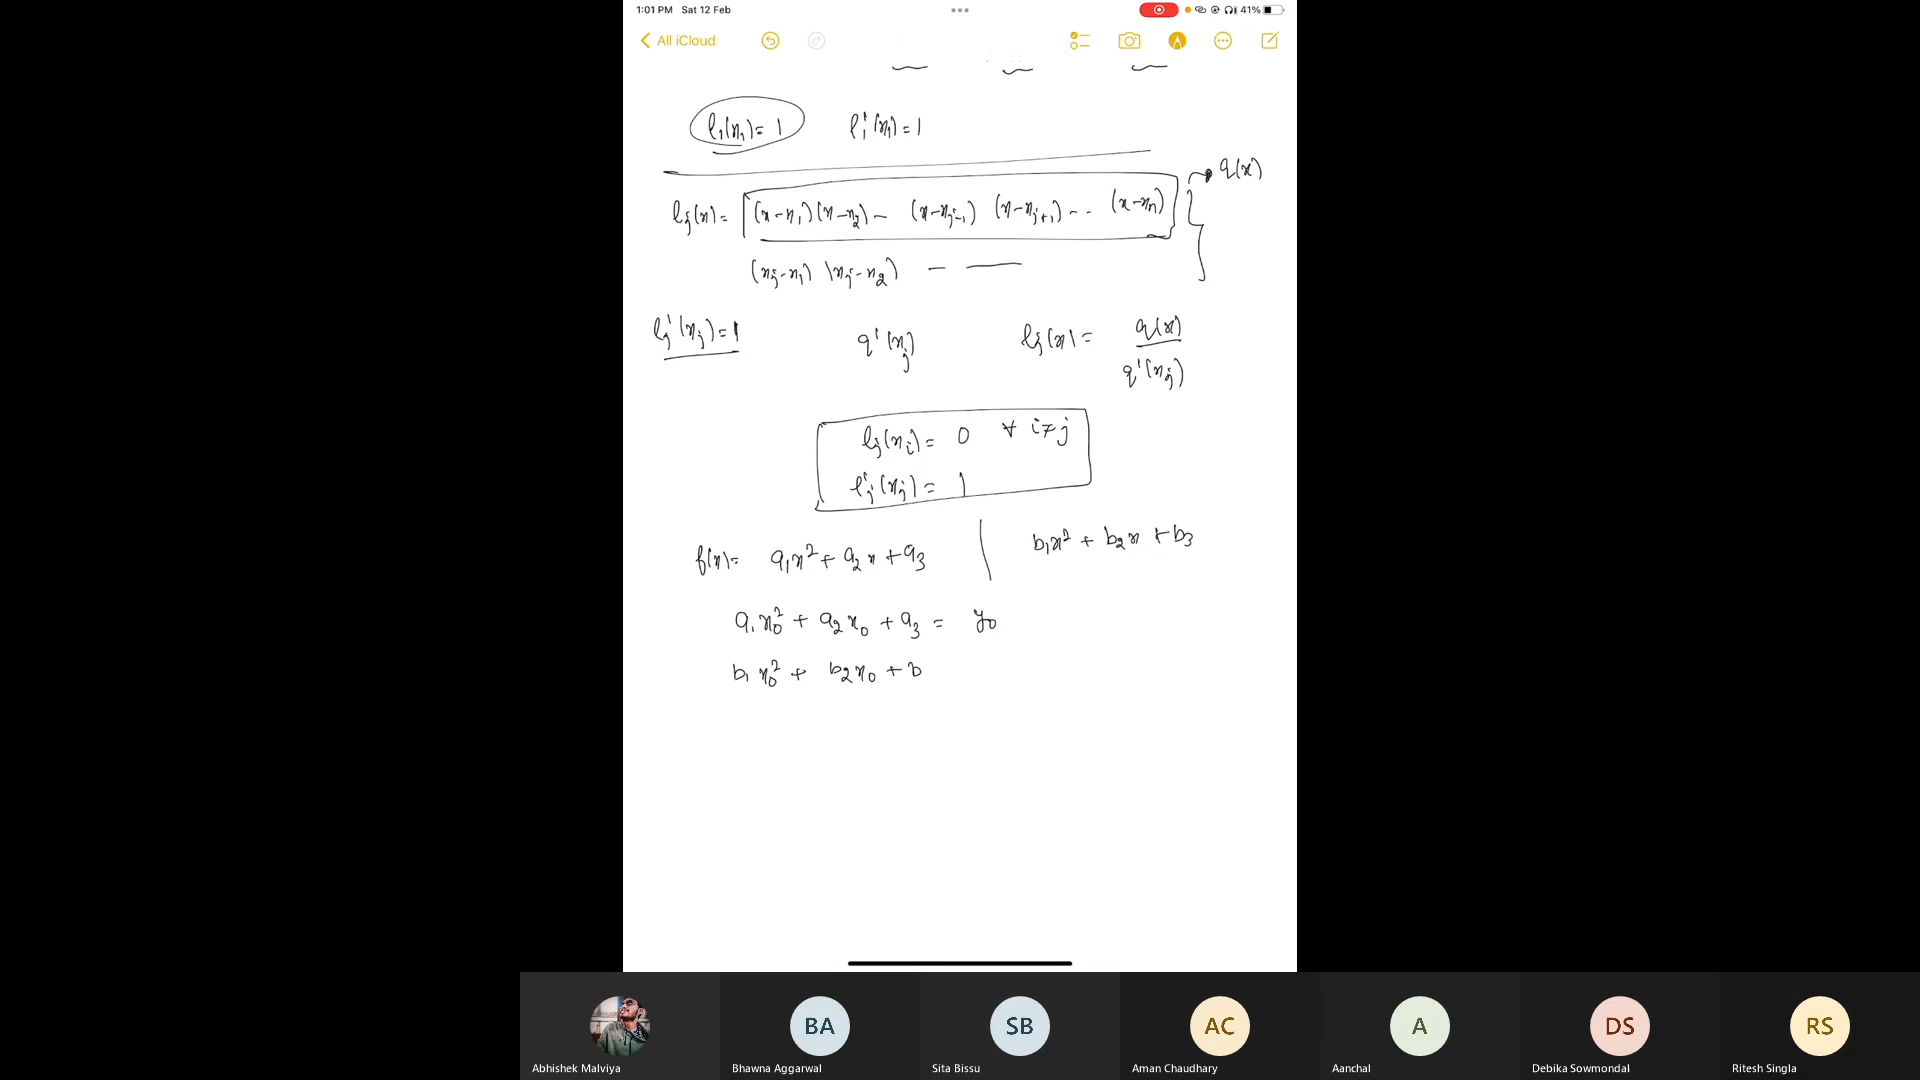 1:01 PM Sat 12 Feb
41%
All iCloud
l₁(x₁) = 1 l₁'(x₁) = 1
q(x)
lⱼ(x) = (x-x₁)(x-x₂) - (x-xⱼ₋₁) (x-xⱼ₊₁) - - (x-xₙ)
(xⱼ-x₁) (xⱼ-x₂) - —
lⱼ'(xⱼ) = 1 q'(xⱼ) lⱼ(x) = q(x)
q'(xⱼ)
lⱼ(xᵢ) = 0 ∀ i≠j
lⱼ'(xⱼ) = 1
f(x) = a₁x² + a₂x + a₃ | b₁x² + b₂x + b₃
a₁x₀² + a₂x₀ + a₃ = y₀
b₁x₀² + b₂x₀ + b
BA SB AC A DS RS
Abhishek Malviya Bhawna Aggarwal Sita Bissu Aman Chaudhary Aanchal Debika Sowmondal Ritesh Singla